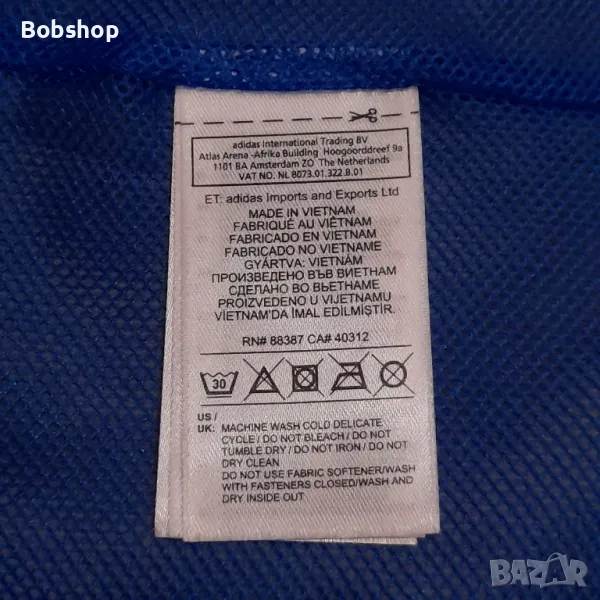 Bobshop
adidas International Trading BV
Atlas Arena -Afrika Building Hoogoorddreef 9a
1101 BA Amsterdam ZO The Netherlands
VAT NO. NL 8073.01.322.B.01
ET: adidas Imports and Exports Ltd
MADE IN VIETNAM
FABRIQUÉ AU VIÊTNAM
FABRICADO EN VIETNAM
FABRICADO NO VIETNAME
GYÁRTVA: VIETNÁM
ПРОИЗВЕДЕНО ВЪВ ВИЕТНАМ
СДЕЛАНО ВО ВЬЕТНАМЕ
PROIZVEDENO U VIJETNAMU
VİETNAM'DA İMAL EDİLMİŞTİR.
RN# 88387 CA# 40312
30
US /
UK: MACHINE WASH COLD DELICATE
CYCLE / DO NOT BLEACH / DO NOT
TUMBLE DRY / DO NOT IRON / DO NOT
DRY CLEAN
DO NOT USE FABRIC SOFTENER/WASH
WITH FASTENERS CLOSED/WASH AND
DRY INSIDE OUT
BAZAR